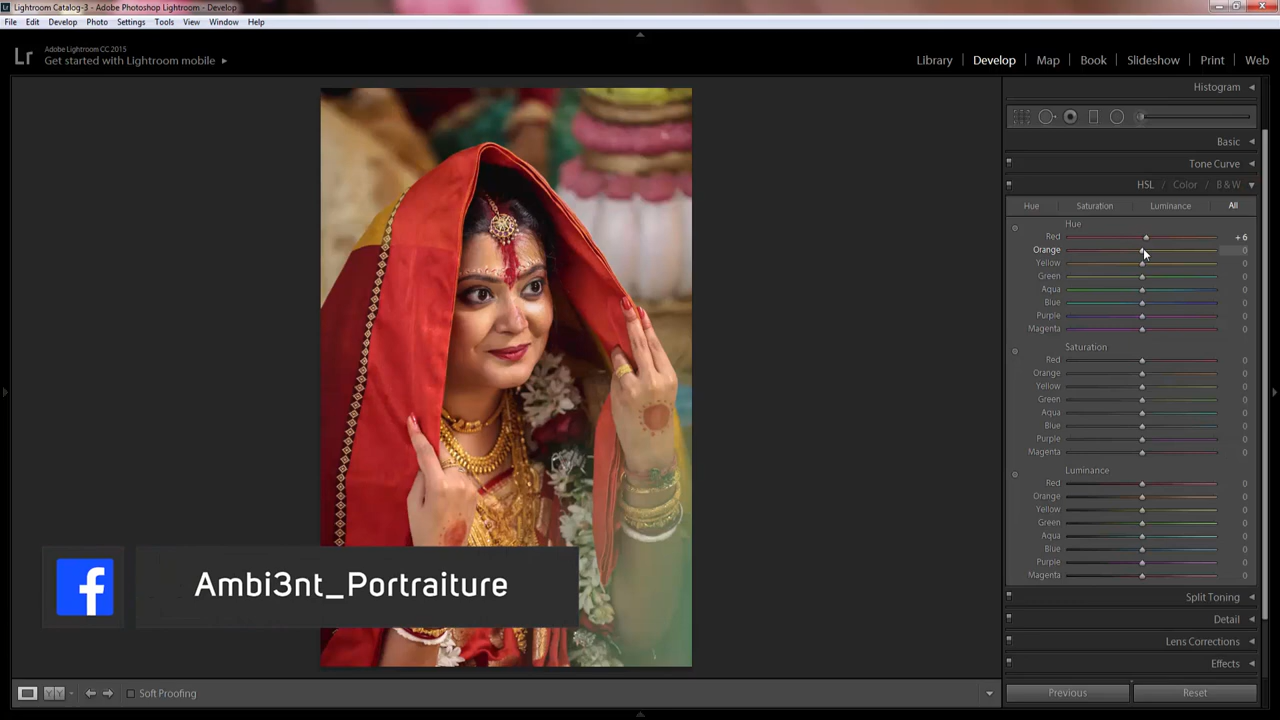 Lr Lightroom Catalog-3 - Adobe Photoshop Lightroom - Develop
File Edit Develop Photo Settings Tools View Window Help
Lr
Adobe Lightroom CC 2015
Get started with Lightroom mobile
Library Develop Map Book Slideshow Print Web
Histogram
Basic
Tone Curve
HSL / Color / B & W
Hue Saturation Luminance All
Hue
Red + 6
Orange 0
Yellow 0
Green 0
Aqua 0
Blue 0
Purple 0
Magenta 0
Saturation
Red 0
Orange 0
Yellow 0
Green 0
Aqua 0
Blue 0
Purple 0
Magenta 0
Luminance
Red 0
Orange 0
Yellow 0
Green 0
Aqua 0
Blue 0
Purple 0
Magenta 0
Split Toning
Detail
Lens Corrections
Effects
f
Ambi3nt_Portraiture
Y Y
Soft Proofing
Previous Reset